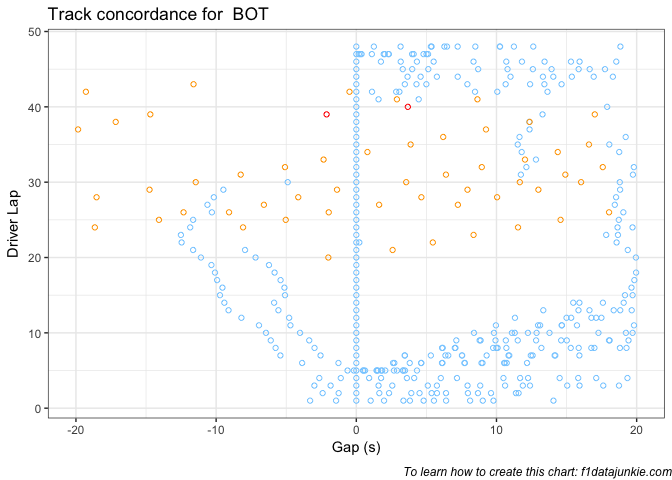 Track concordance for  BOT
50
40
30
20
10
0
Driver Lap
-20
-10
0
10
20
Gap (s)
To learn how to create this chart: f1datajunkie.com